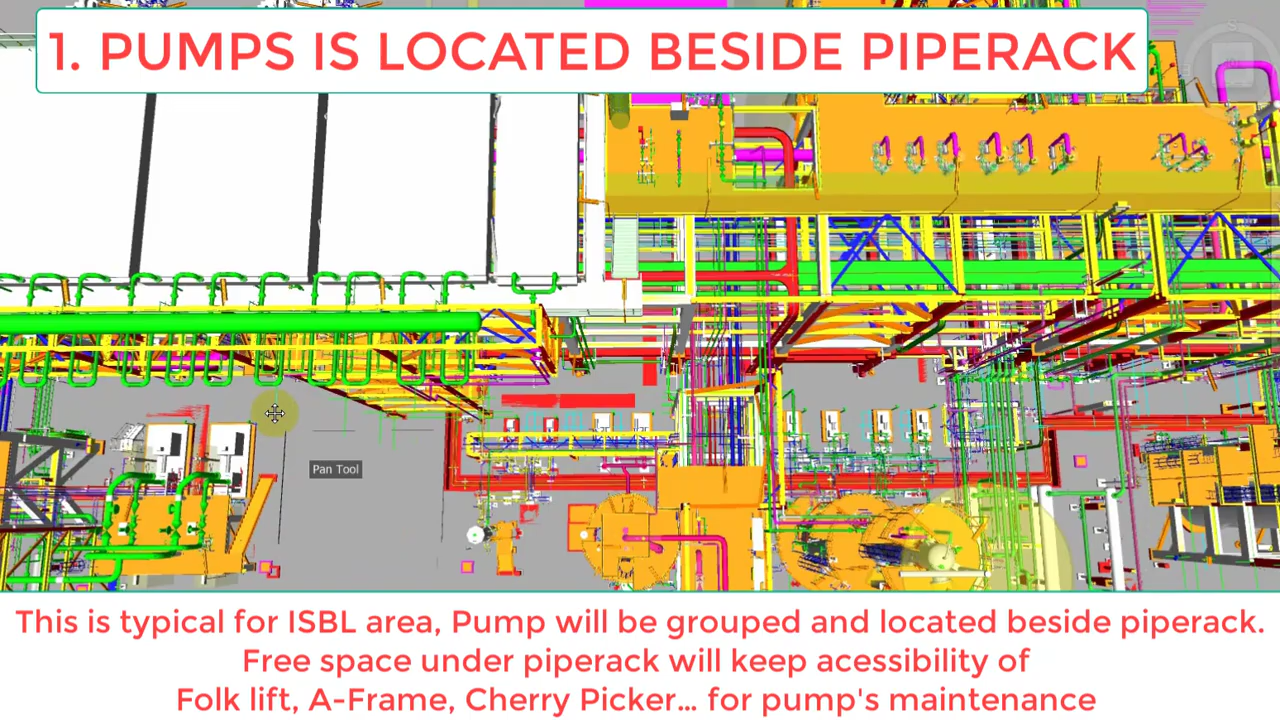 1. PUMPS IS LOCATED BESIDE PIPERACK
Pan Tool
This is typical for ISBL area, Pump will be grouped and located beside piperack.
Free space under piperack will keep acessibility of
Folk lift, A-Frame, Cherry Picker... for pump's maintenance